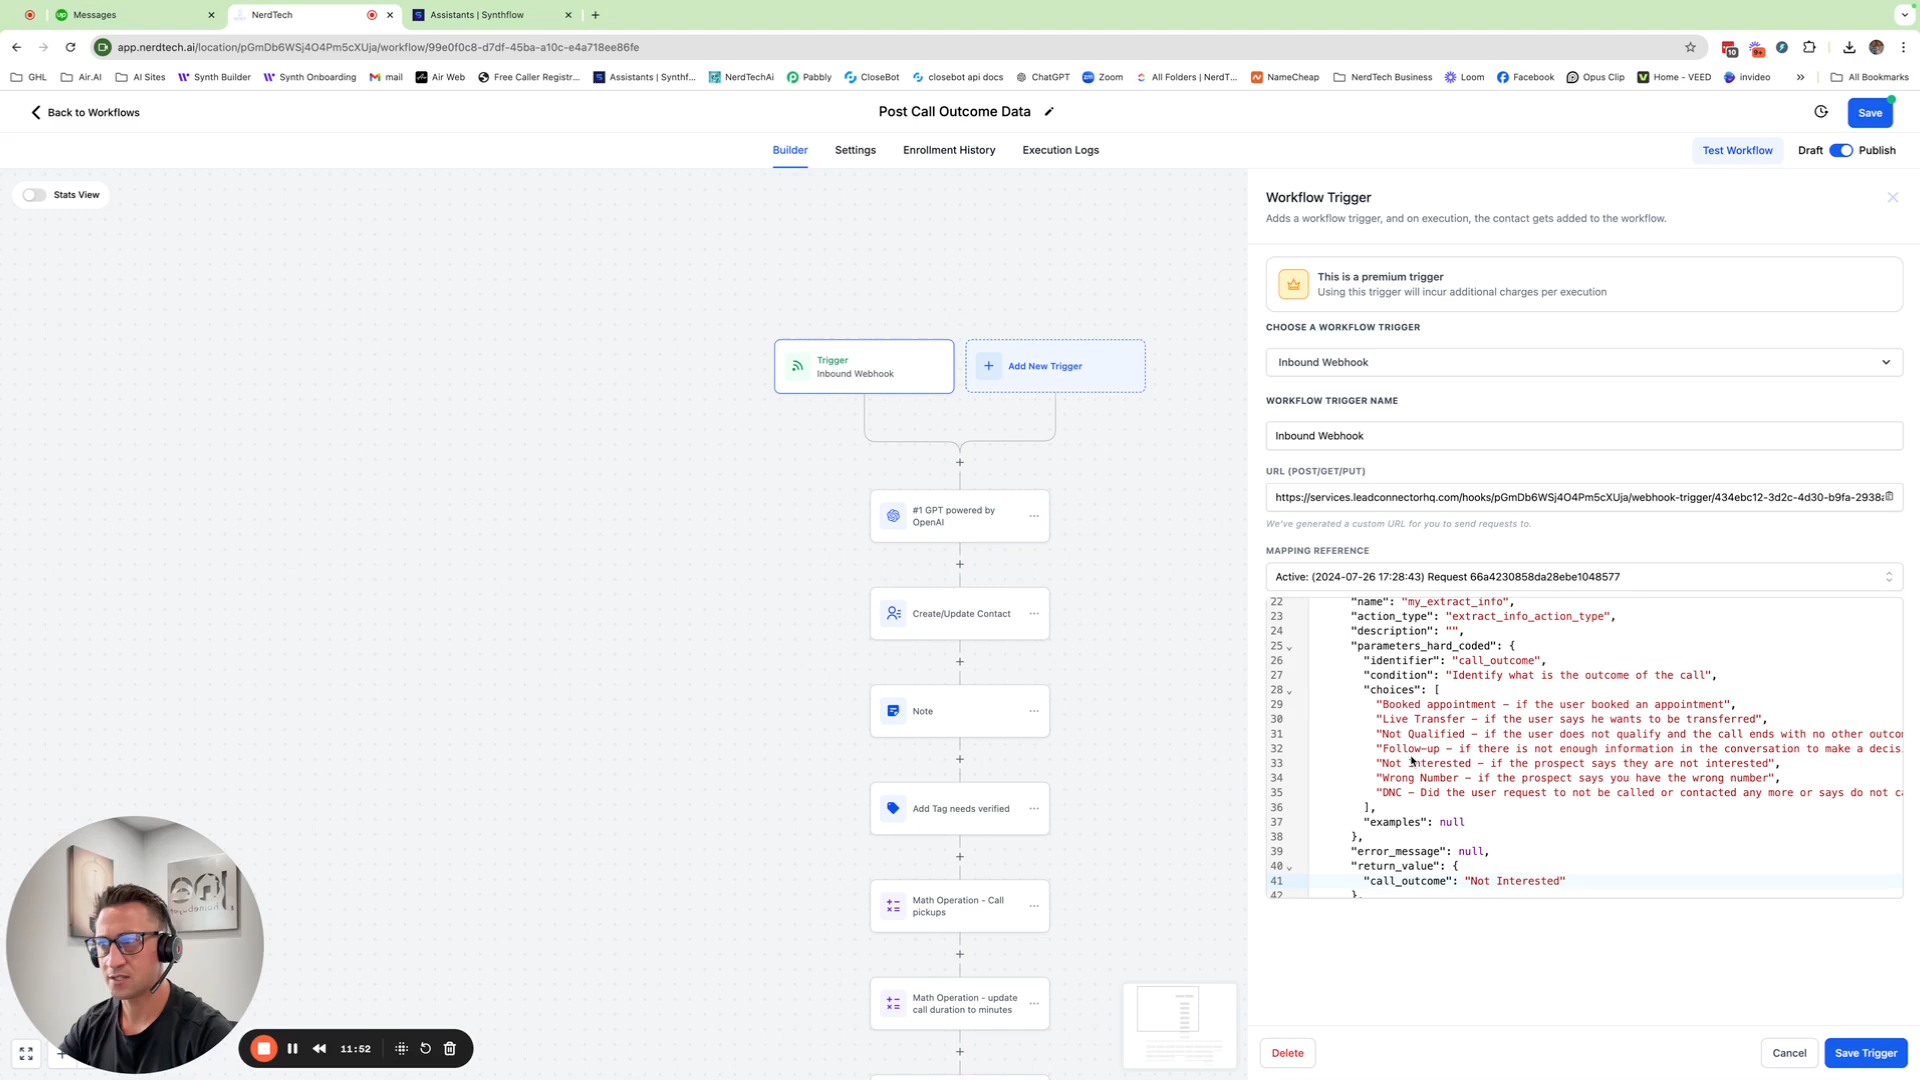 Messages
NerdTech
Assistants | Synthflow
app.nerdtech.ai/location/pGmDb6WSj4O4Pm5cXUja/workflow/99e0f0c8-d7df-45ba-a10c-e4a718ee86fe
10
9+
GHL
Air.AI
AI Sites
Synth Builder
Synth Onboarding
mail
Air Web
Free Caller Registr...
Assistants | Synthf...
NerdTechAi
Pabbly
CloseBot
closebot api docs
ChatGPT
Zoom
All Folders | NerdT...
NameCheap
NerdTech Business
Loom
Facebook
Opus Clip
Home - VEED
invideo
All Bookmarks
Back to Workflows
Post Call Outcome Data
Save
Builder
Settings
Enrollment History
Execution Logs
Test Workflow
Draft
Publish
Stats View
Trigger
Inbound Webhook
Add New Trigger
#1 GPT powered by
OpenAI
Create/Update Contact
Note
Add Tag needs verified
Math Operation - Call
pickups
Math Operation - update
call duration to minutes
Workflow Trigger
Adds a workflow trigger, and on execution, the contact gets added to the workflow.
This is a premium trigger
Using this trigger will incur additional charges per execution
CHOOSE A WORKFLOW TRIGGER
Inbound Webhook
WORKFLOW TRIGGER NAME
Inbound Webhook
URL (POST/GET/PUT)
https://services.leadconnectorhq.com/hooks/pGmDb6WSj4O4Pm5cXUja/webhook-trigger/434ebc12-3d2c-4d30-b9fa-2938
We've generated a custom URL for you to send requests to.
MAPPING REFERENCE
Active: (2024-07-26 17:28:43) Request 66a4230858da28ebe1048577
22 "name": "my_extract_info",
23 "action_type": "extract_info_action_type",
24 "description": "",
25 "parameters_hard_coded": {
26 "identifier": "call_outcome",
27 "condition": "Identify what is the outcome of the call",
28 "choices": [
29 "Booked appointment – if the user booked an appointment",
30 "Live Transfer – if the user says he wants to be transferred",
31 "Not Qualified – if the user does not qualify and the call ends with no other outco
32 "Follow-up – if there is not enough information in the conversation to make a decis
33 "Not Interested – if the prospect says they are not interested",
34 "Wrong Number – if the prospect says you have the wrong number",
35 "DNC – Did the user request to not be called or contacted any more or says do not c
36 ],
37 "examples": null
38 },
39 "error_message": null,
40 "return_value": {
41 "call_outcome": "Not Interested"
42 },
11:52
Delete
Cancel
Save Trigger